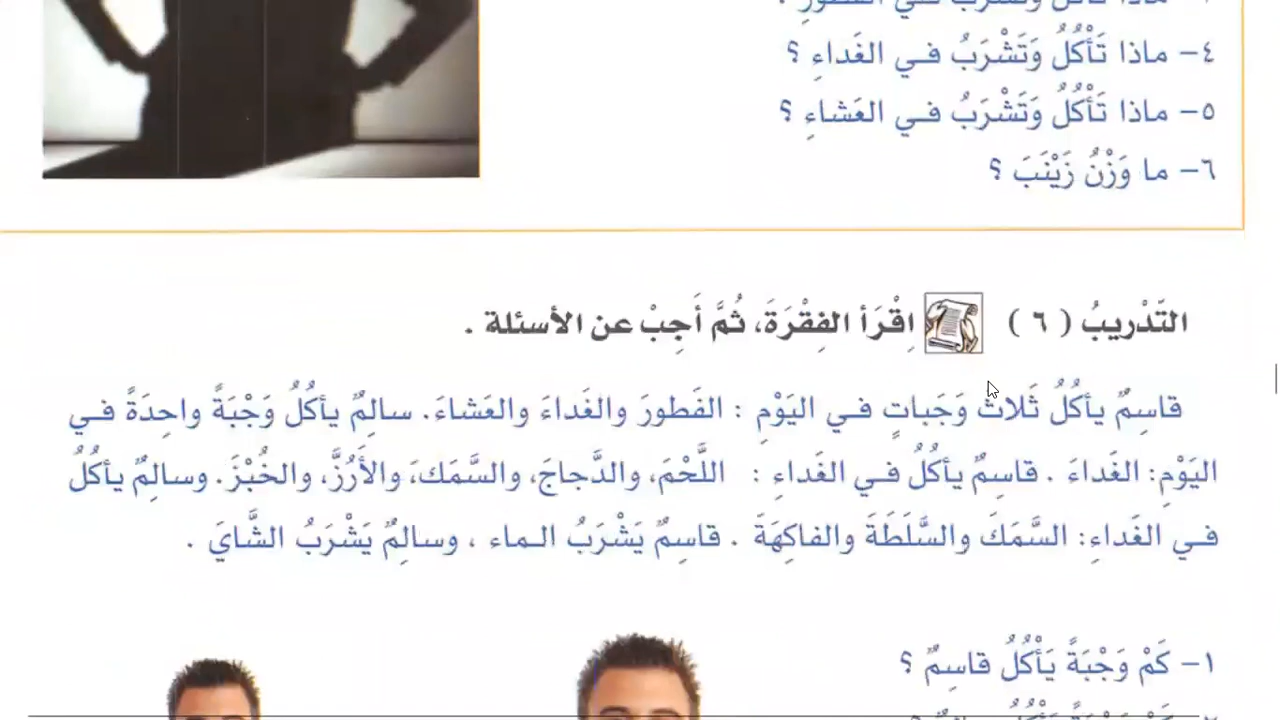 ٤- ماذا تَأْكُلُ وَتَشْرَبُ في الغَداءِ ؟
٥- ماذا تَأْكُلُ وَتَشْرَبُ في العَشاءِ ؟
٦- ما وَزْنُ زَيْنَبَ ؟
التّدْريبُ ( ٦ ) اِقْرَأ الفِقْرَةَ، ثُمَّ أَجِبْ عن الأسئلة .
قاسِمٌ يأكُلُ ثَلاثَ وَجَباتٍ في اليَوْمِ : الفَطورَ والغَداءَ والعَشاءَ. سالِمٌ يأكُلُ وَجْبَةً واحِدَةً في
اليَوْمِ: الغَداءَ . قاسِمٌ يأكُلُ في الغَداءِ : اللَّحْمَ، والدَّجاجَ، والسَّمَكَ، والأَرُزَّ، والخُبْزَ. وسالِمٌ يأكُلُ
في الغَداءِ: السَّمَكَ والسَّلَطَةَ والفاكِهَةَ . قاسِمٌ يَشْرَبُ الماء ، وسالِمٌ يَشْرَبُ الشَّايَ .
١- كَمْ وَجْبَةً يَأْكُلُ قاسِمٌ ؟